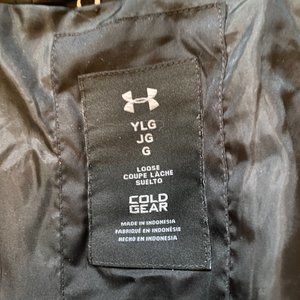 YLG
JG
G
LOOSE
COUPE LÂCHE
SUELTO
COLD
GEAR
MADE IN INDONESIA
FABRIQUÉ EN INDONÉSIE
HECHO EN INDONESIA